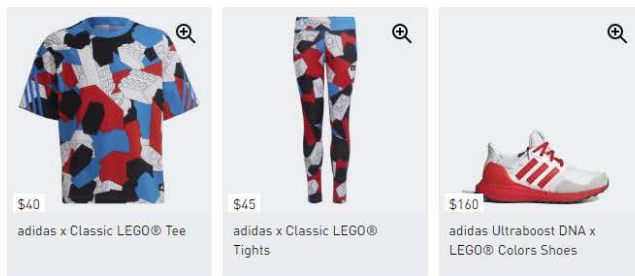 $40
adidas x Classic LEGO® Tee
$45
adidas x Classic LEGO®
Tights
$160
adidas Ultraboost DNA x
LEGO® Colors Shoes